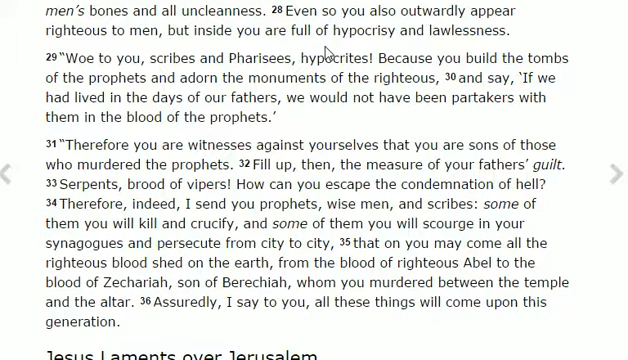 men's bones and all uncleanness. 28 Even so you also outwardly appear
righteous to men, but inside you are full of hypocrisy and lawlessness.
29 “Woe to you, scribes and Pharisees, hypocrites! Because you build the tombs
of the prophets and adorn the monuments of the righteous, 30 and say, ‘If we
had lived in the days of our fathers, we would not have been partakers with
them in the blood of the prophets.’
31 “Therefore you are witnesses against yourselves that you are sons of those
who murdered the prophets. 32 Fill up, then, the measure of your fathers’ guilt.
33 Serpents, brood of vipers! How can you escape the condemnation of hell?
34 Therefore, indeed, I send you prophets, wise men, and scribes: some of
them you will kill and crucify, and some of them you will scourge in your
synagogues and persecute from city to city, 35 that on you may come all the
righteous blood shed on the earth, from the blood of righteous Abel to the
blood of Zechariah, son of Berechiah, whom you murdered between the temple
and the altar. 36 Assuredly, I say to you, all these things will come upon this
generation.
Jesus Laments over Jerusalem